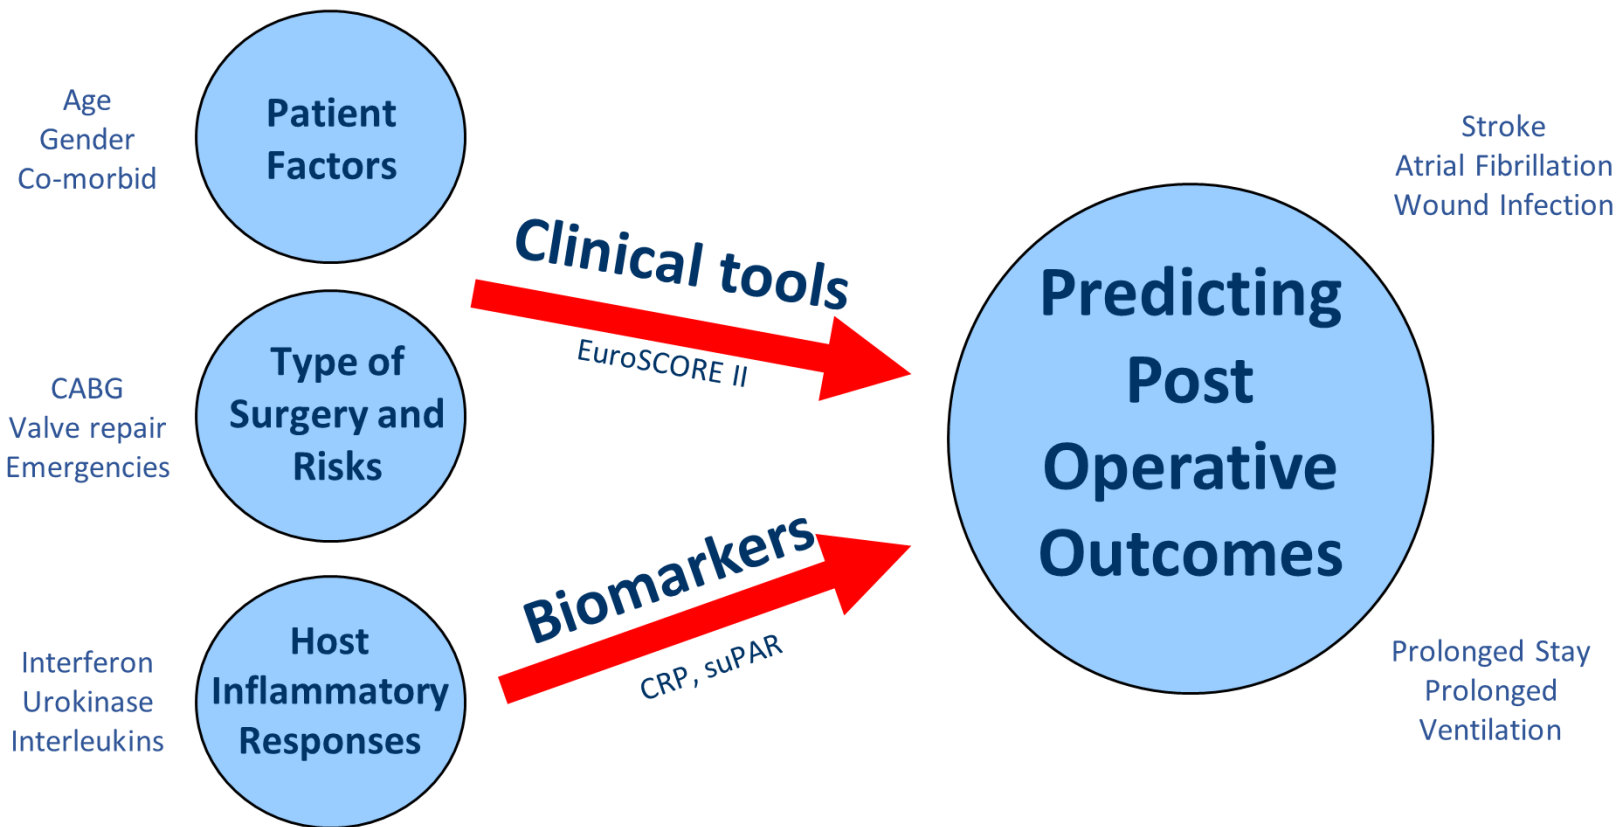 Age
Gender
Co-morbid
Patient
Factors
CABG
Valve repair
Emergencies
Type of
Surgery and
Risks
Interferon
Urokinase
Interleukins
Host
Inflammatory
Responses
Clinical tools
EuroSCORE II
Biomarkers
CRP, suPAR
Predicting
Post
Operative
Outcomes
Stroke
Atrial Fibrillation
Wound Infection
Prolonged Stay
Prolonged
Ventilation